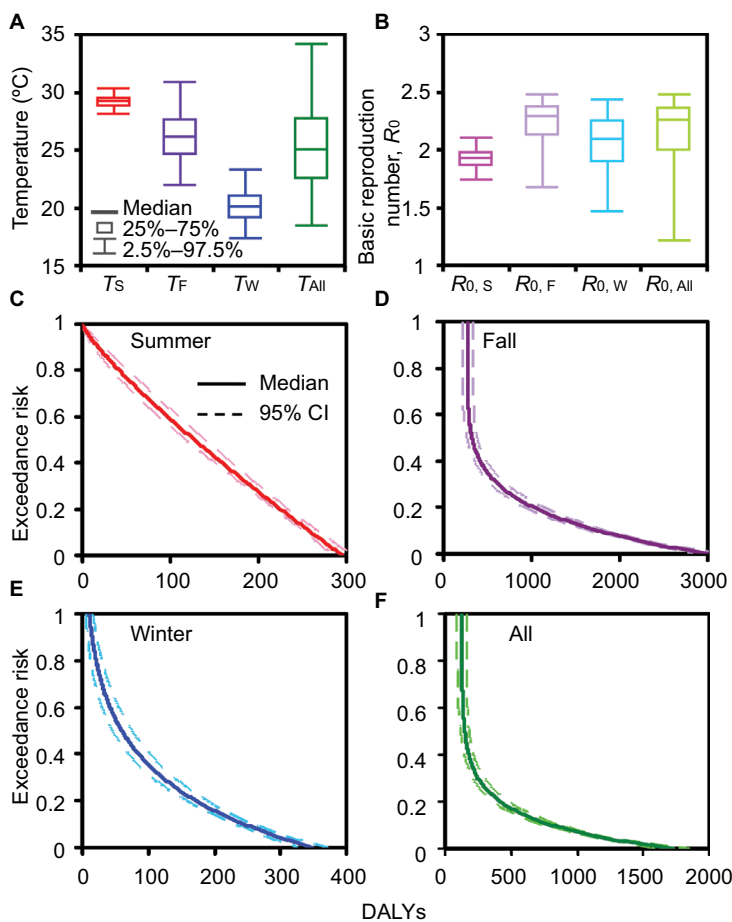 A
Temperature (ºC)
35
30
25
20
15
Median
25%–75%
2.5%–97.5%
TS
TF
TW
TAll
B
Basic reproduction
number, R0
3
2.5
2
1.5
1
R0, S
R0, F
R0, W
R0, All
C
Exceedance risk
1
0.8
0.6
0.4
0.2
0
Summer
Median
95% CI
0
100
200
300
D
1
0.8
0.6
0.4
0.2
0
Fall
0
1000
2000
3000
E
Exceedance risk
1
0.8
0.6
0.4
0.2
0
Winter
0
100
200
300
400
F
1
0.8
0.6
0.4
0.2
0
All
0
500
1000
1500
2000
DALYs